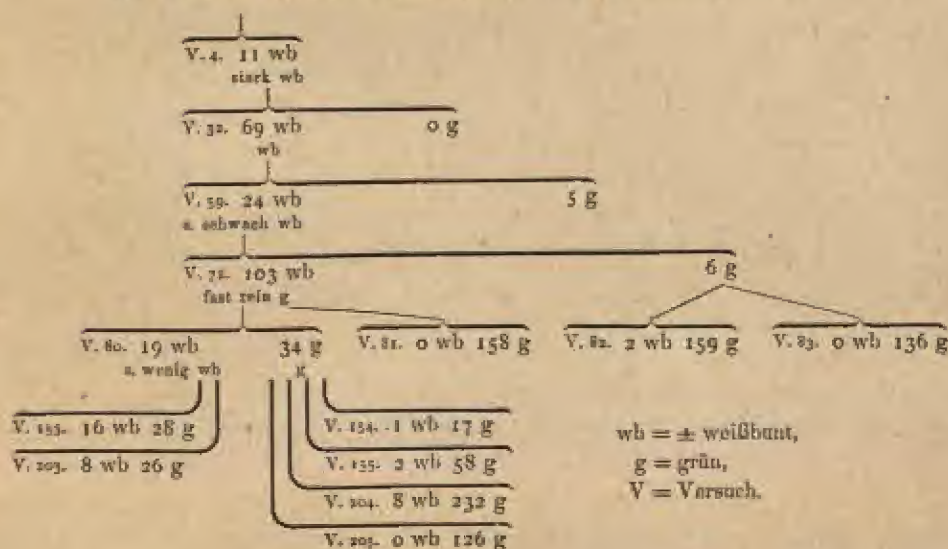 V. 4. 11 wb
stark wb
V. 32. 69 wb 0 g
wb
V. 59. 24 wb 5 g
s. schwach wb
V. 72. 103 wb 6 g
fast rein g
V. 80. 19 wb 34 g V. 81. 0 wb 158 g V. 82. 2 wb 159 g V. 83. 0 wb 136 g
s. wenig wb g
V. 153. 16 wb 28 g V. 154. 1 wb 17 g
V. 203. 8 wb 26 g V. 155. 2 wb 58 g
V. 204. 8 wb 232 g
V. 205. 0 wb 126 g
wb = ± weißbunt,
g = grün,
V = Versuch.